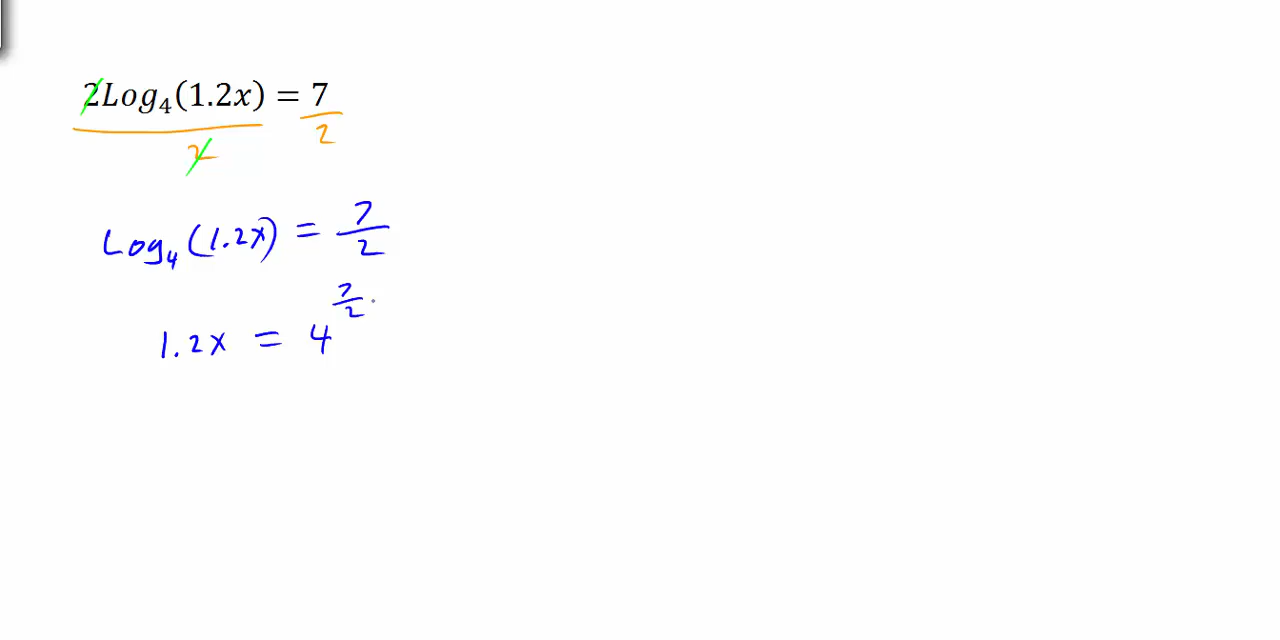 2Log₄(1.2x) = 7
2 2
Log₄(1.2x) = 7/2
1.2x = 4^(7/2)